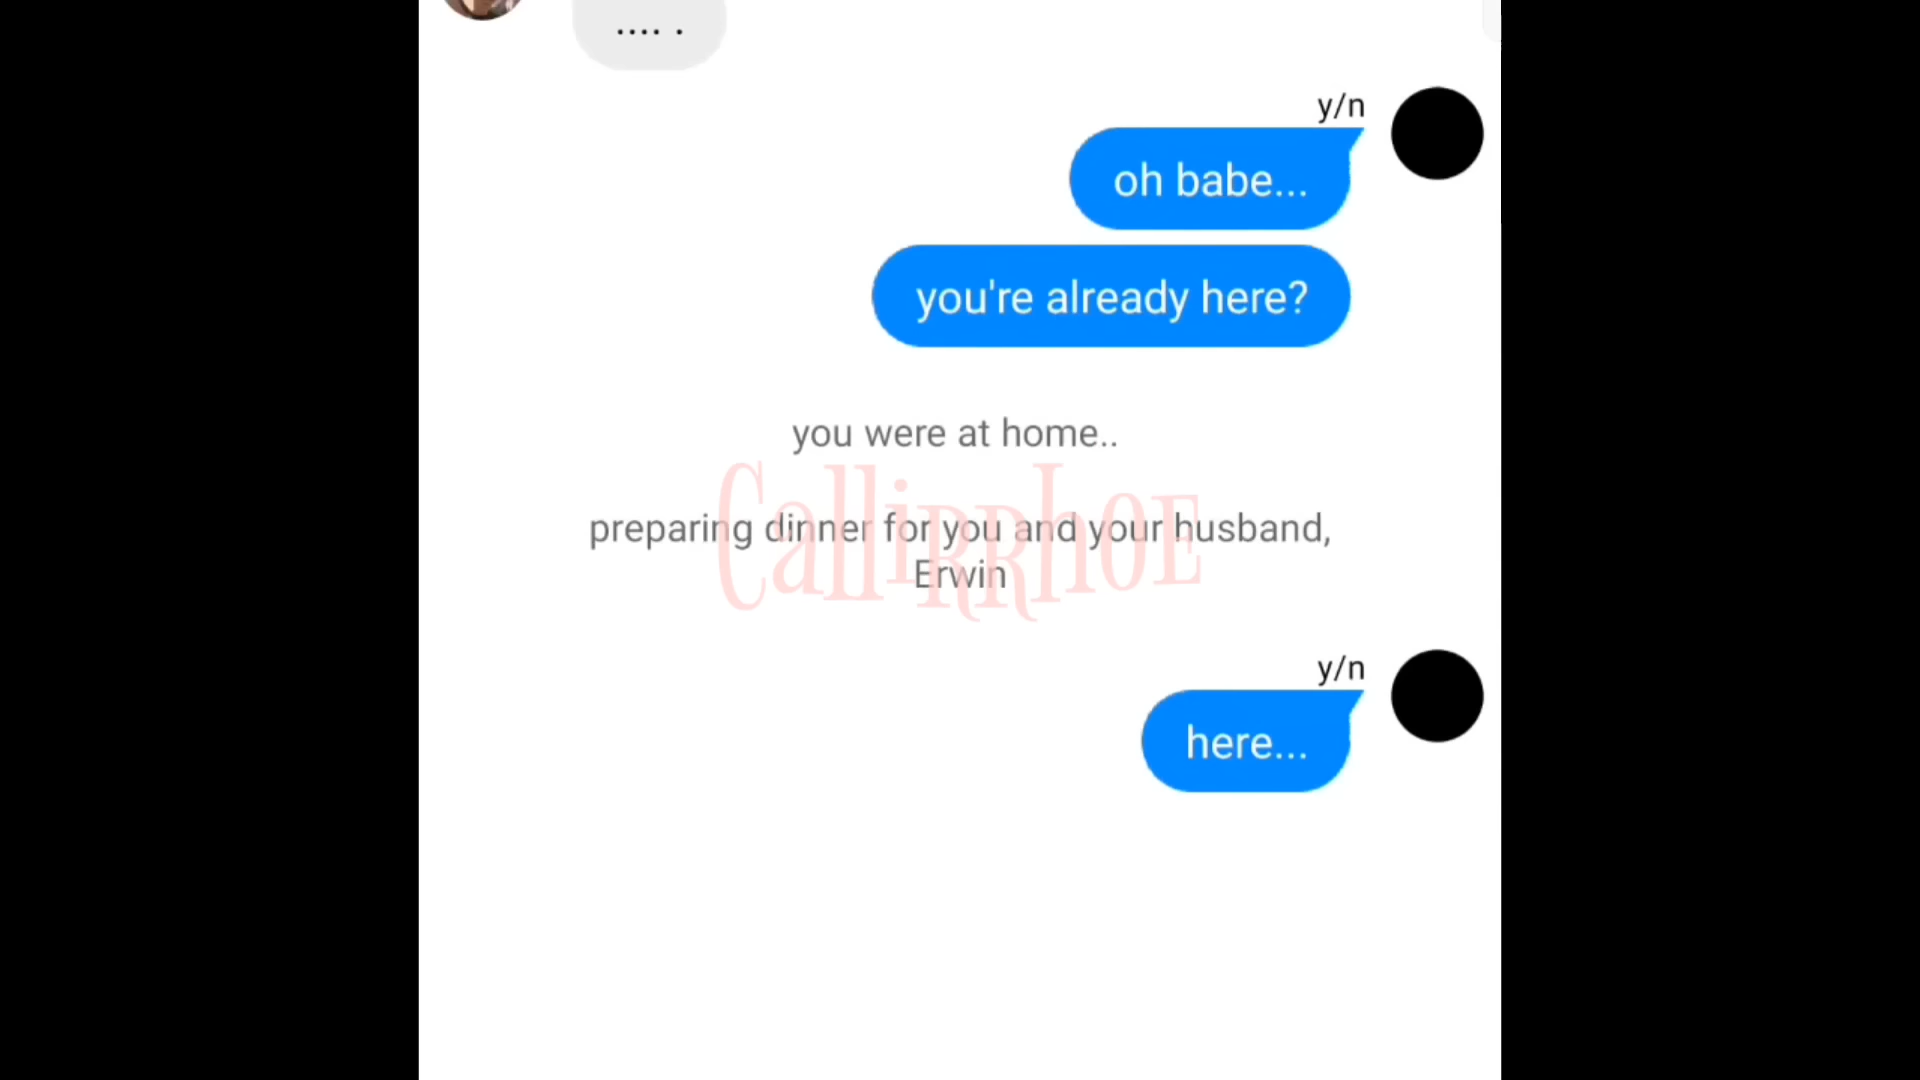 .... .
y/n
oh babe...
you're already here?
you were at home..
preparing dinner for you and your husband,
Erwin
CalliRRhOE
y/n
here...